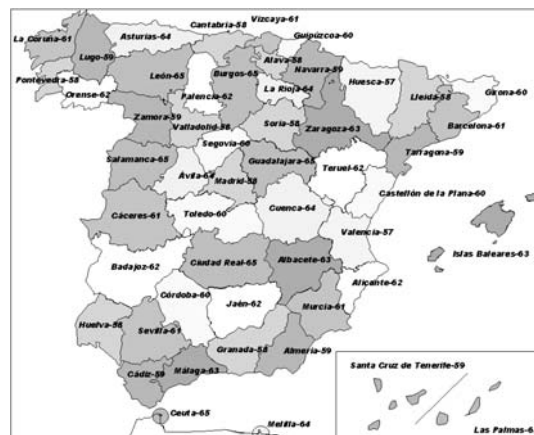 Cantabria-58
Vizcaya-61
Asturias-64
Guipúzcoa-60
La Coruña-61
Lugo-59
Alava-58
Navarra-59
Pontevedra-58
León-65
Burgos-65
Huesca-57
Orense-62
Palencia-62
La Rioja-64
Lleida-58
Girona-60
Zamora-59
Valladolid-56
Soria-58
Zaragoza-63
Barcelona-61
Segovia-60
Tarragona-59
Salamanca-65
Ávila-64
Madrid-58
Guadalajara-65
Teruel-62
Castellón de la Plana-60
Cáceres-61
Toledo-60
Cuenca-64
Valencia-57
Islas Baleares-63
Badajoz-62
Ciudad Real-65
Albacete-63
Alicante-62
Córdoba-60
Jaén-62
Murcia-61
Huelva-56
Sevilla-61
Granada-58
Almería-59
Cádiz-59
Málaga-63
Santa Cruz de Tenerife-59
Ceuta-65
Melilla-64
Las Palmas-6